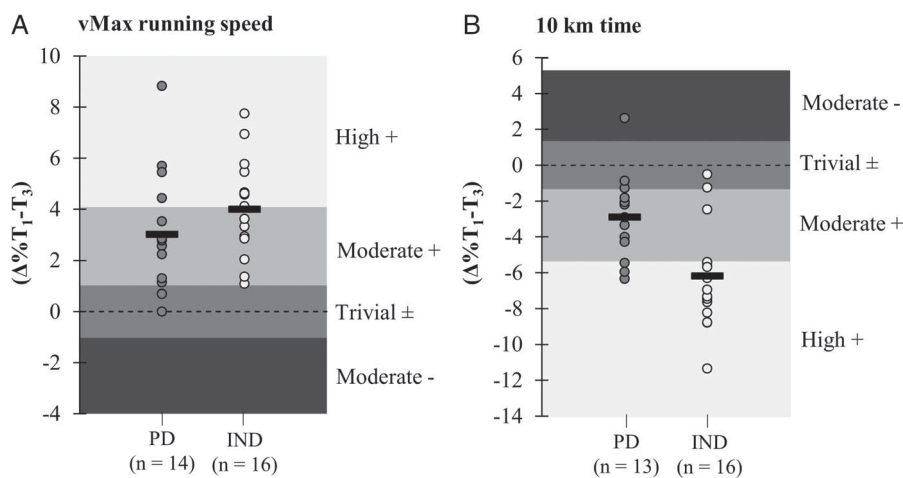 A vMax running speed
10
8
6
4
2
0
-2
-4
(Δ%T₁-T₃)
High +
Moderate +
Trivial ±
Moderate -
PD
(n = 14)
IND
(n = 16)
B 10 km time
6
4
2
0
-2
-4
-6
-8
-10
-12
-14
(Δ%T₁-T₃)
Moderate -
Trivial ±
Moderate +
High +
PD
(n = 13)
IND
(n = 16)